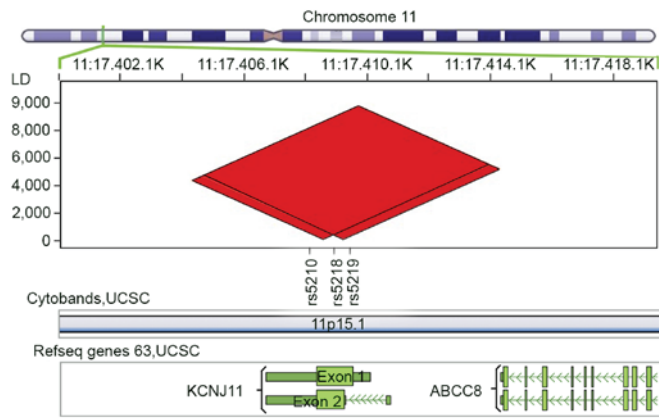 Chromosome 11
LD 11:17.402.1K 11:17.406.1K 11:17.410.1K 11:17.414.1K 11:17.418.1K
9,000
8,000
6,000
4,000
2,000
0
rs5210 rs5218 rs5219
Cytobands,UCSC
11p15.1
Refseq genes 63,UCSC
Exon 1
KCNJ11 ABCC8
Exon 2